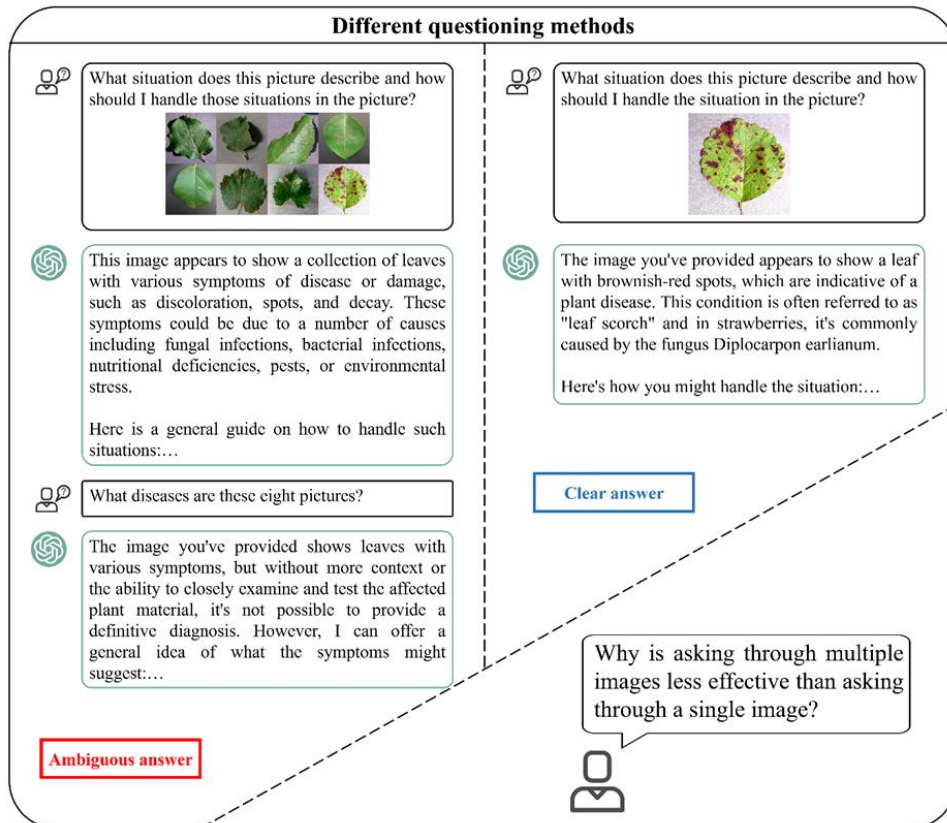 Different questioning methods
What situation does this picture describe and how
should I handle those situations in the picture?
This image appears to show a collection of leaves
with various symptoms of disease or damage,
such as discoloration, spots, and decay. These
symptoms could be due to a number of causes
including fungal infections, bacterial infections,
nutritional deficiencies, pests, or environmental
stress.
Here is a general guide on how to handle such
situations:…
What diseases are these eight pictures?
The image you've provided shows leaves with
various symptoms, but without more context or
the ability to closely examine and test the affected
plant material, it's not possible to provide a
definitive diagnosis. However, I can offer a
general idea of what the symptoms might
suggest:…
Ambiguous answer
What situation does this picture describe and how
should I handle the situation in the picture?
The image you've provided appears to show a leaf
with brownish-red spots, which are indicative of a
plant disease. This condition is often referred to as
"leaf scorch" and in strawberries, it's commonly
caused by the fungus Diplocarpon earlianum.
Here's how you might handle the situation:…
Clear answer
Why is asking through multiple
images less effective than asking
through a single image?